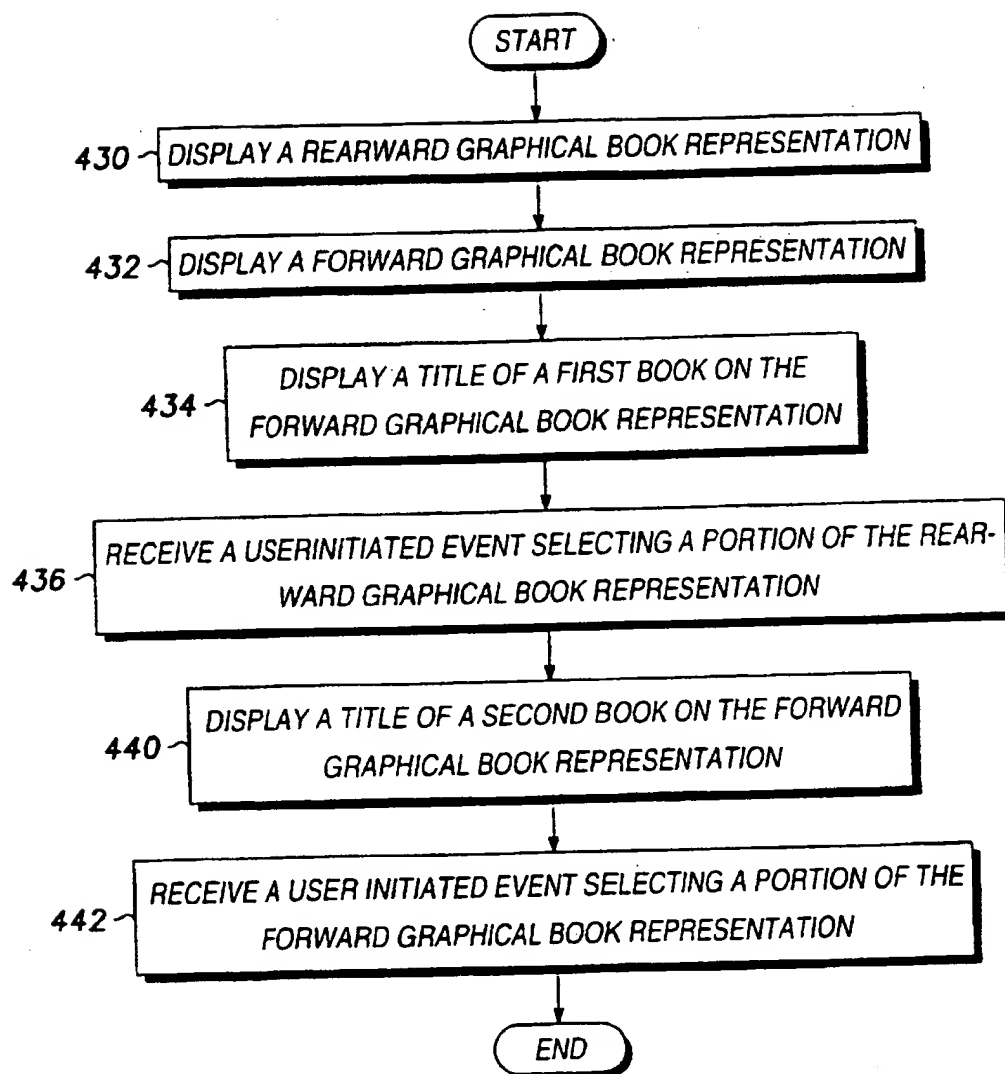 START
430
DISPLAY A REARWARD GRAPHICAL BOOK REPRESENTATION
432
DISPLAY A FORWARD GRAPHICAL BOOK REPRESENTATION
434
DISPLAY A TITLE OF A FIRST BOOK ON THE
FORWARD GRAPHICAL BOOK REPRESENTATION
436
RECEIVE A USERINITIATED EVENT SELECTING A PORTION OF THE REAR-
WARD GRAPHICAL BOOK REPRESENTATION
440
DISPLAY A TITLE OF A SECOND BOOK ON THE FORWARD
GRAPHICAL BOOK REPRESENTATION
442
RECEIVE A USER INITIATED EVENT SELECTING A PORTION OF THE
FORWARD GRAPHICAL BOOK REPRESENTATION
END